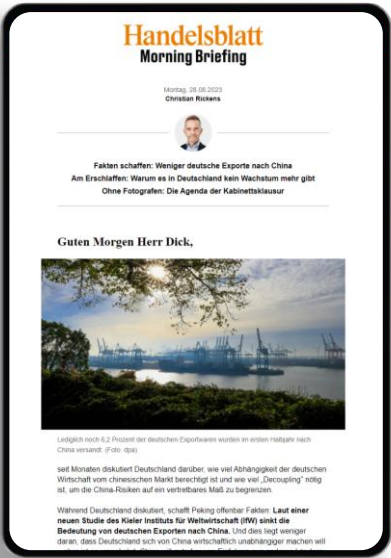 Handelsblatt
Morning Briefing
Montag, 28.08.2023
Christian Rickens
Fakten schaffen: Weniger deutsche Exporte nach China
Am Erschlaffen: Warum es in Deutschland kein Wachstum mehr gibt
Ohne Fotografen: Die Agenda der Kabinettsklausur
Guten Morgen Herr Dick,
Lediglich noch 6,2 Prozent der deutschen Exportwaren wurden im ersten Halbjahr nach
China versandt. (Foto: dpa)
seit Monaten diskutiert Deutschland darüber, wie viel Abhängigkeit der deutschen
Wirtschaft vom chinesischen Markt berechtigt ist und wie viel „Decoupling" nötig
ist, um die China-Risiken auf ein vertretbares Maß zu begrenzen.
Während Deutschland diskutiert, schafft Peking offenbar Fakten: Laut einer
neuen Studie des Kieler Instituts für Weltwirtschaft (IfW) sinkt die
Bedeutung von deutschen Exporten nach China. Und dies liegt weniger
daran, dass Deutschland sich von China wirtschaftlich unabhängiger machen will